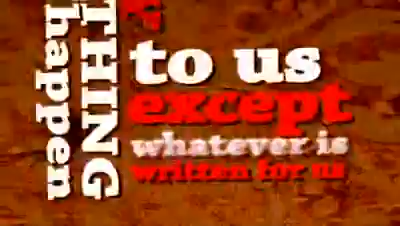 happen
THING
to us
except
whatever is
written for us